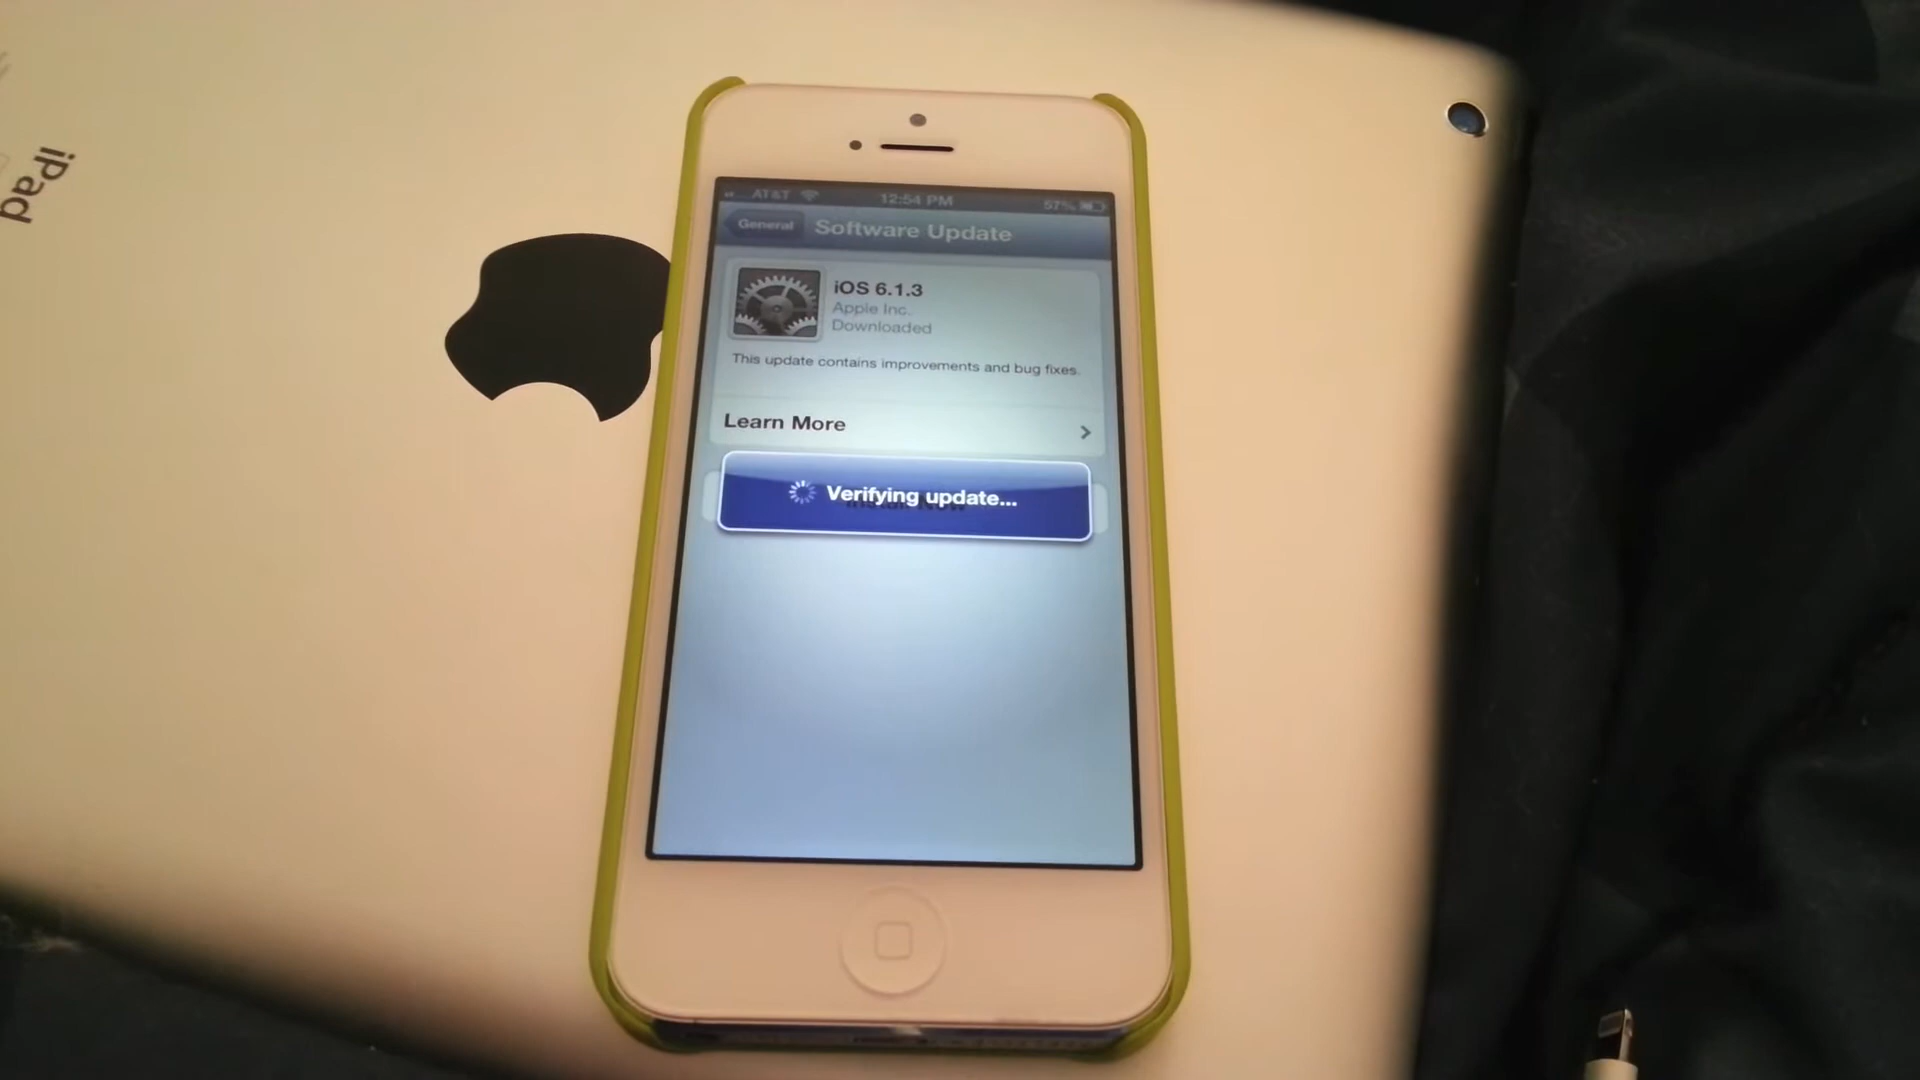 iPad
AT&T 12:54 PM 57%
General Software Update
iOS 6.1.3
Apple Inc.
Downloaded
This update contains improvements and bug fixes.
Learn More
Verifying update...